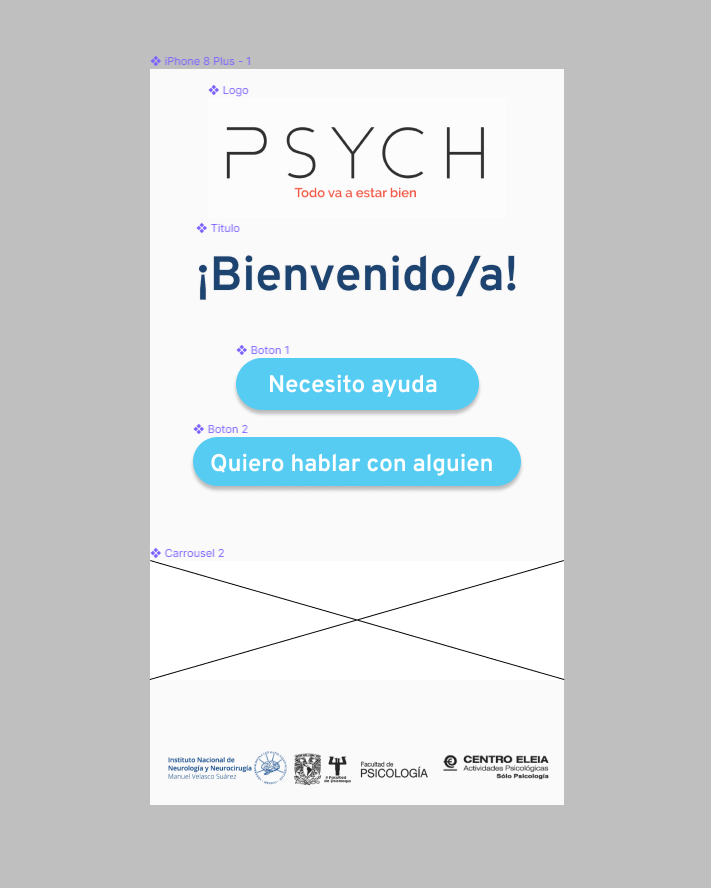 iPhone 8 Plus - 1
Logo
PSYCH
Todo va a estar bien
Titulo
¡Bienvenido/a!
Boton 1
Necesito ayuda
Boton 2
Quiero hablar con alguien
Carrousel 2
Instituto Nacional de
Neurología y Neurocirugía
Manuel Velasco Suárez
Facultad de
PSICOLOGÍA
CENTRO ELEIA
Actividades Psicológicas
Sólo Psicología